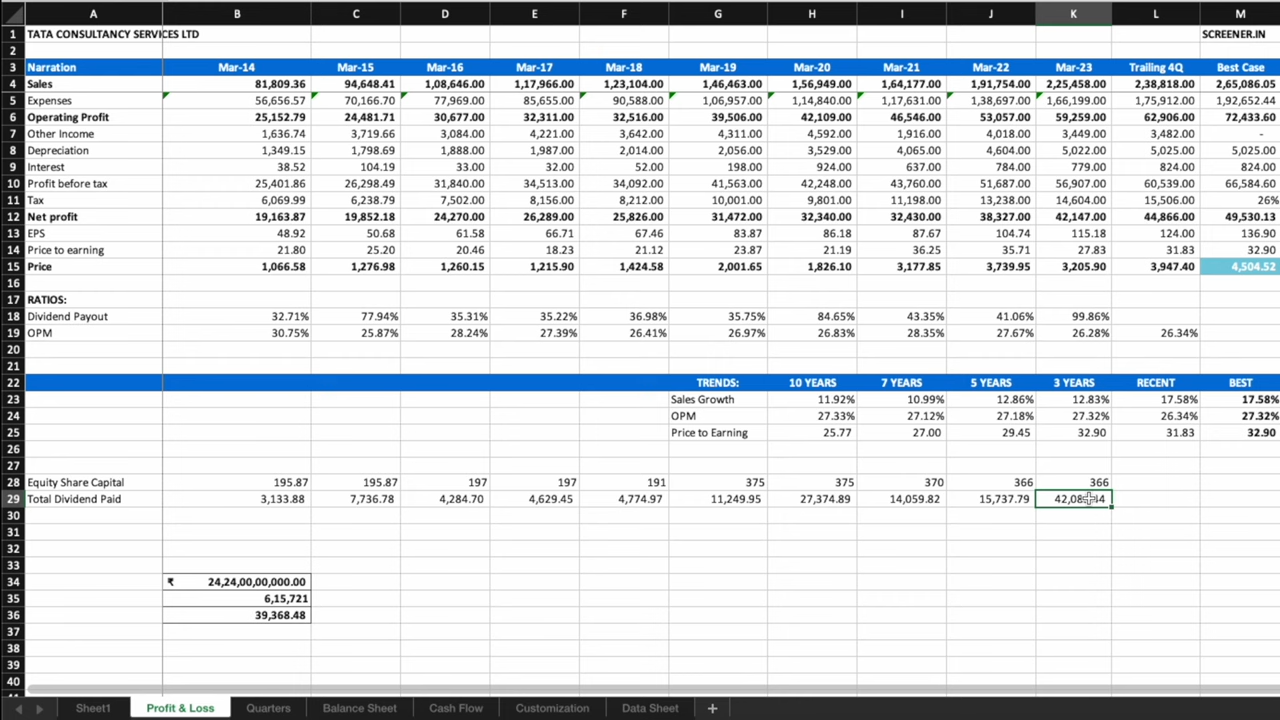 A B C D E F G H I J K L M
1 TATA CONSULTANCY SERVICES LTD SCREENER.IN
2
3 Narration Mar-14 Mar-15 Mar-16 Mar-17 Mar-18 Mar-19 Mar-20 Mar-21 Mar-22 Mar-23 Trailing 4Q Best Case
4 Sales 81,809.36 94,648.41 1,08,646.00 1,17,966.00 1,23,104.00 1,46,463.00 1,56,949.00 1,64,177.00 1,91,754.00 2,25,458.00 2,38,818.00 2,65,086.05
5 Expenses 56,656.57 70,166.70 77,969.00 85,655.00 90,588.00 1,06,957.00 1,14,840.00 1,17,631.00 1,38,697.00 1,66,199.00 1,75,912.00 1,92,652.44
6 Operating Profit 25,152.79 24,481.71 30,677.00 32,311.00 32,516.00 39,506.00 42,109.00 46,546.00 53,057.00 59,259.00 62,906.00 72,433.60
7 Other Income 1,636.74 3,719.66 3,084.00 4,221.00 3,642.00 4,311.00 4,592.00 1,916.00 4,018.00 3,449.00 3,482.00 -
8 Depreciation 1,349.15 1,798.69 1,888.00 1,987.00 2,014.00 2,056.00 3,529.00 4,065.00 4,604.00 5,022.00 5,025.00 5,025.00
9 Interest 38.52 104.19 33.00 32.00 52.00 198.00 924.00 637.00 784.00 779.00 824.00 824.00
10 Profit before tax 25,401.86 26,298.49 31,840.00 34,513.00 34,092.00 41,563.00 42,248.00 43,760.00 51,687.00 56,907.00 60,539.00 66,584.60
11 Tax 6,069.99 6,238.79 7,502.00 8,156.00 8,212.00 10,001.00 9,801.00 11,198.00 13,238.00 14,604.00 15,506.00 26%
12 Net profit 19,163.87 19,852.18 24,270.00 26,289.00 25,826.00 31,472.00 32,340.00 32,430.00 38,327.00 42,147.00 44,866.00 49,530.13
13 EPS 48.92 50.68 61.58 66.71 67.46 83.87 86.18 87.67 104.74 115.18 124.00 136.90
14 Price to earning 21.80 25.20 20.46 18.23 21.12 23.87 21.19 36.25 35.71 27.83 31.83 32.90
15 Price 1,066.58 1,276.98 1,260.15 1,215.90 1,424.58 2,001.65 1,826.10 3,177.85 3,739.95 3,205.90 3,947.40 4,504.52
16
17 RATIOS:
18 Dividend Payout 32.71% 77.94% 35.31% 35.22% 36.98% 35.75% 84.65% 43.35% 41.06% 99.86%
19 OPM 30.75% 25.87% 28.24% 27.39% 26.41% 26.97% 26.83% 28.35% 27.67% 26.28% 26.34%
20
21
22 TRENDS: 10 YEARS 7 YEARS 5 YEARS 3 YEARS RECENT BEST
23 Sales Growth 11.92% 10.99% 12.86% 12.83% 17.58% 17.58%
24 OPM 27.33% 27.12% 27.18% 27.32% 26.34% 27.32%
25 Price to Earning 25.77 27.00 29.45 32.90 31.83 32.90
26
27
28 Equity Share Capital 195.87 195.87 197 197 191 375 375 370 366 366
29 Total Dividend Paid 3,133.88 7,736.78 4,284.70 4,629.45 4,774.97 11,249.95 27,374.89 14,059.82 15,737.79
30
31
32
33
34 ₹ 24,24,00,00,000.00
35 6,15,721
36 39,368.48
37
38
39
40
Sheet1 Profit & Loss Quarters Balance Sheet Cash Flow Customization Data Sheet +